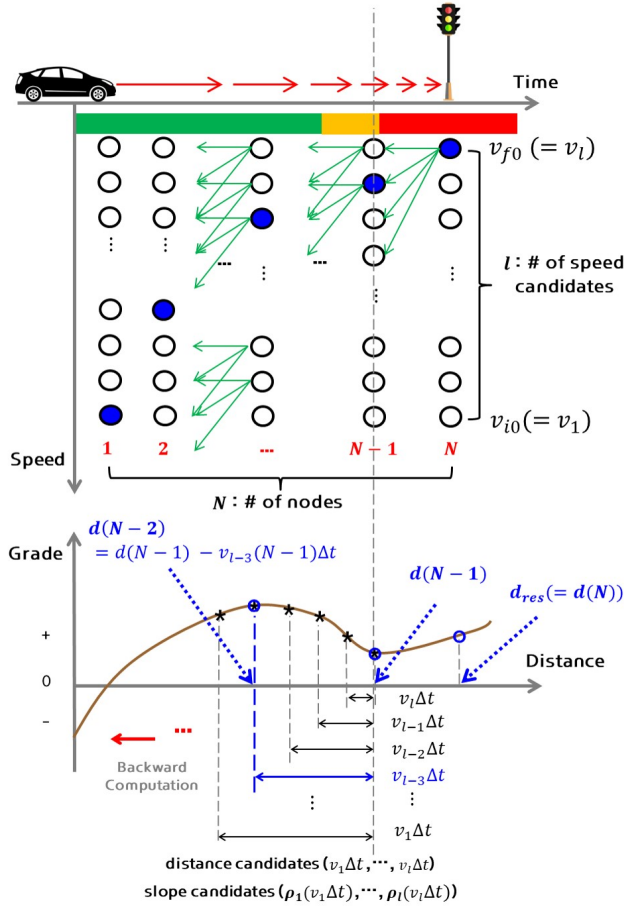 Time
v_{f0} (= v_l)
l : # of speed
candidates
v_{i0}(= v_1)
1 2 ... N − 1 N
Speed
N : # of nodes
d(N − 2)
= d(N − 1) − v_{l−3}(N − 1)Δt
Grade
d(N − 1)
d_{res}(= d(N))
+
Distance
0
v_lΔt
−
v_{l−1}Δt
...
v_{l−2}Δt
Backward
Computation
v_{l−3}Δt
v_1Δt
distance candidates (v_1Δt, ⋯, v_lΔt)
slope candidates (ρ_1(v_1Δt), ⋯, ρ_l(v_lΔt))